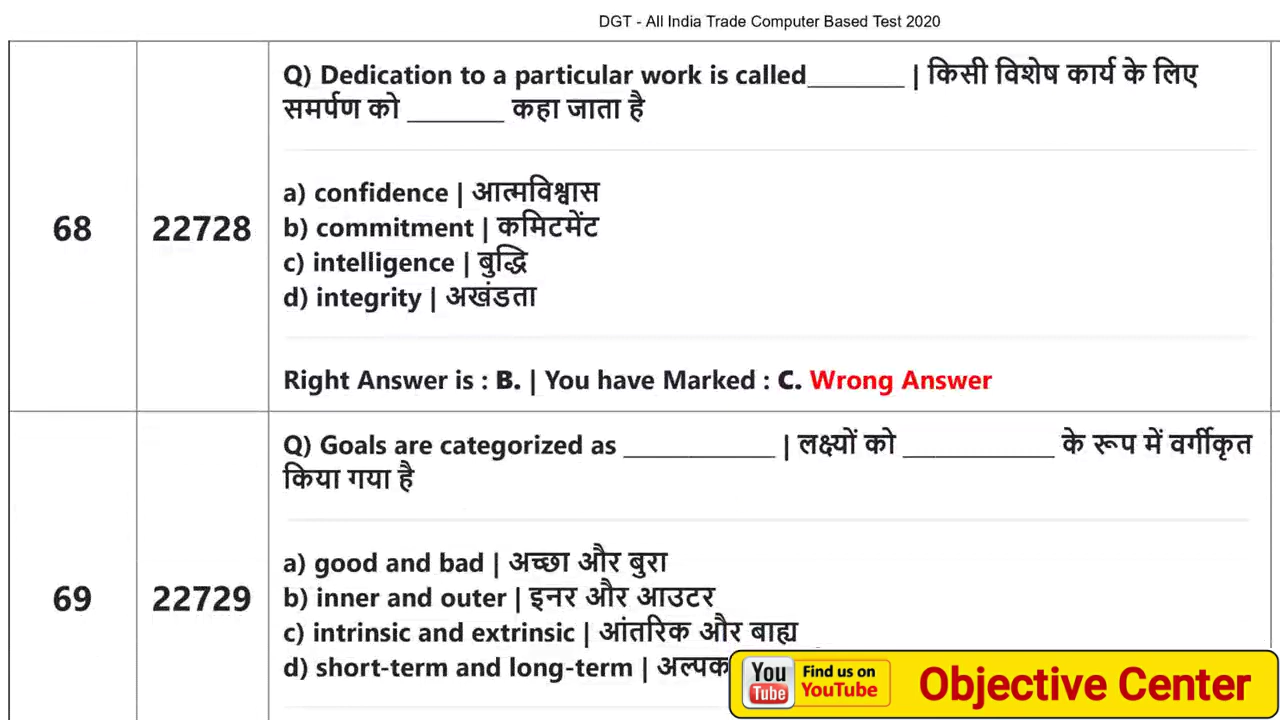 DGT - All India Trade Computer Based Test 2020
Q) Dedication to a particular work is called________ | किसी विशेष कार्य के लिए
समर्पण को ________ कहा जाता है
68
22728
a) confidence | आत्मविश्वास
b) commitment | कमिटमेंट
c) intelligence | बुद्धि
d) integrity | अखंडता
Right Answer is : B. | You have Marked : C. Wrong Answer
Q) Goals are categorized as ____________ | लक्ष्यों को ____________ के रूप में वर्गीकृत
किया गया है
69
22729
a) good and bad | अच्छा और बुरा
b) inner and outer | इनर और आउटर
c) intrinsic and extrinsic | आंतरिक और बाह्य
d) short-term and long-term |
You Tube
Find us on
YouTube
Objective Center